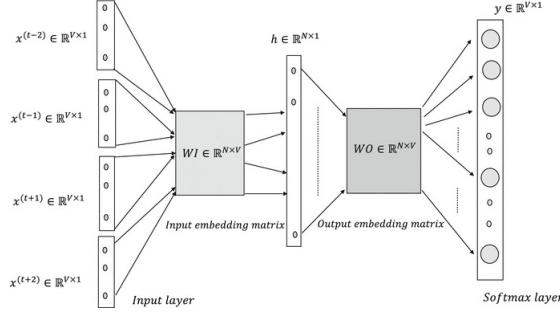 x^(t−2) ∈ ℝ^V×1
y ∈ ℝ^V×1
h ∈ ℝ^N×1
x^(t−1) ∈ ℝ^V×1
WI ∈ ℝ^N×V
WO ∈ ℝ^N×V
x^(t+1) ∈ ℝ^V×1
Input embedding matrix
Output embedding matrix
x^(t+2) ∈ ℝ^V×1
Input layer
Softmax layer